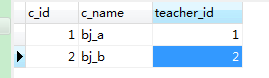 c_id c_name teacher_id
1 bj_a 1
2 bj_b 2